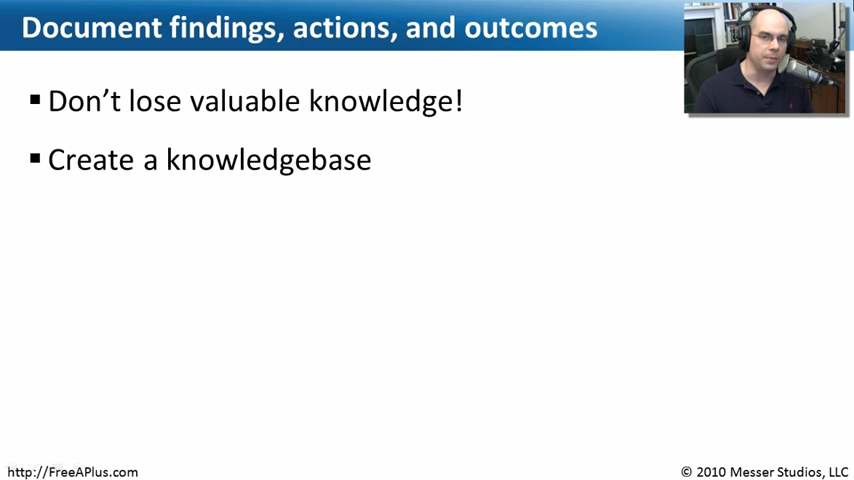 Document findings, actions, and outcomes
▪ Don't lose valuable knowledge!
▪ Create a knowledgebase
http://FreeAPlus.com
© 2010 Messer Studios, LLC